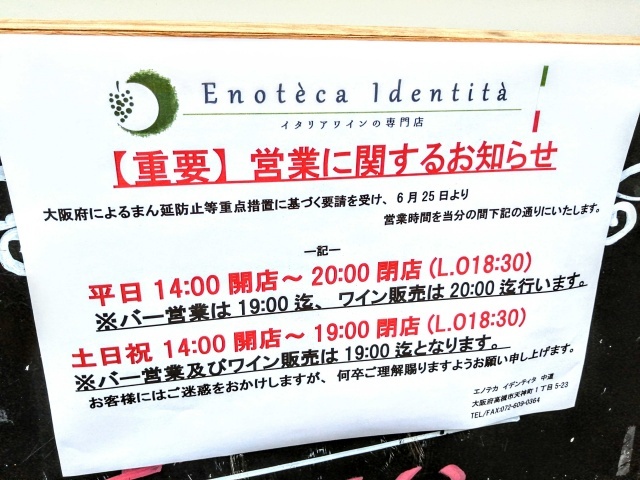 Enotèca Identità
イタリアワインの専門店
【重要】営業に関するお知らせ
大阪府によるまん延防止等重点措置に基づく要請を受け、6月25日より
営業時間を当分の間下記の通りにいたします。
―記―
平日 14:00 開店～ 20:00 閉店 (L.O18:30)
※バー営業は 19:00 迄、ワイン販売は 20:00 迄行います。
土日祝 14:00 開店～ 19:00 閉店 (L.O18:30)
※バー営業及びワイン販売は 19:00 迄となります。
お客様にはご迷惑をおかけしますが、何卒ご理解賜りますようお願い申し上げます。
エノテカ イデンティタ 中道
大阪府高槻市天神町1丁目5-23
TEL/FAX:072-609-0364